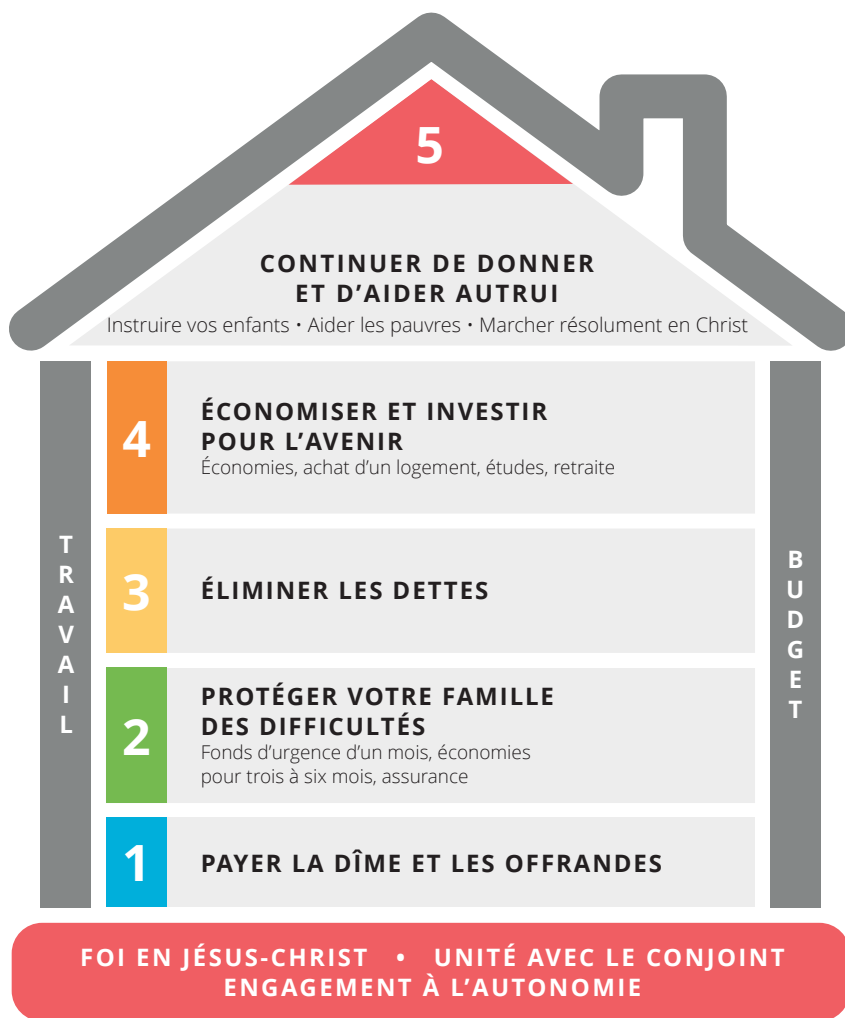 5
CONTINUER DE DONNER
ET D’AIDER AUTRUI
Instruire vos enfants • Aider les pauvres • Marcher résolument en Christ
4
ÉCONOMISER ET INVESTIR
POUR L’AVENIR
Économies, achat d’un logement, études, retraite
3
ÉLIMINER LES DETTES
2
PROTÉGER VOTRE FAMILLE
DES DIFFICULTÉS
Fonds d’urgence d’un mois, économies
pour trois à six mois, assurance
1
PAYER LA DÎME ET LES OFFRANDES
TRAVAIL
BUDGET
FOI EN JÉSUS-CHRIST • UNITÉ AVEC LE CONJOINT
ENGAGEMENT À L’AUTONOMIE